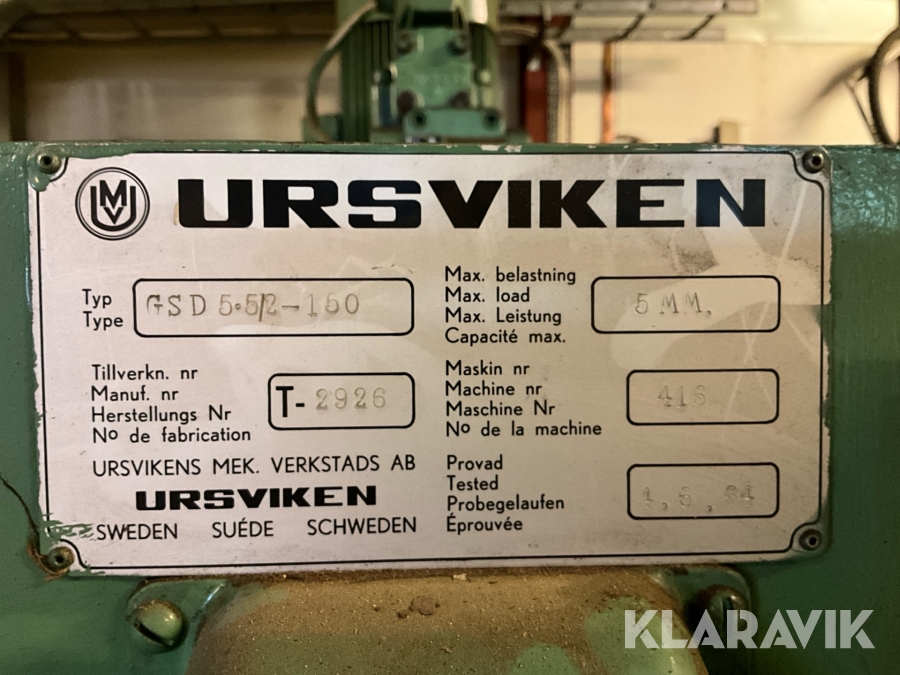 URSVIKEN
Typ
Type
GSD 5.5/2-150
Max. belastning
Max. load
Max. Leistung
Capacité max.
5 MM.
Tillverkn. nr
Manuf. nr
Herstellungs Nr
Nº de fabrication
T-2926
Maskin nr
Machine nr
Maschine Nr
Nº de la machine
416
URSVIKENS MEK. VERKSTADS AB
URSVIKEN
SWEDEN SUÉDE SCHWEDEN
Provad
Tested
Probegelaufen
Éprouvée
KLARAVIK